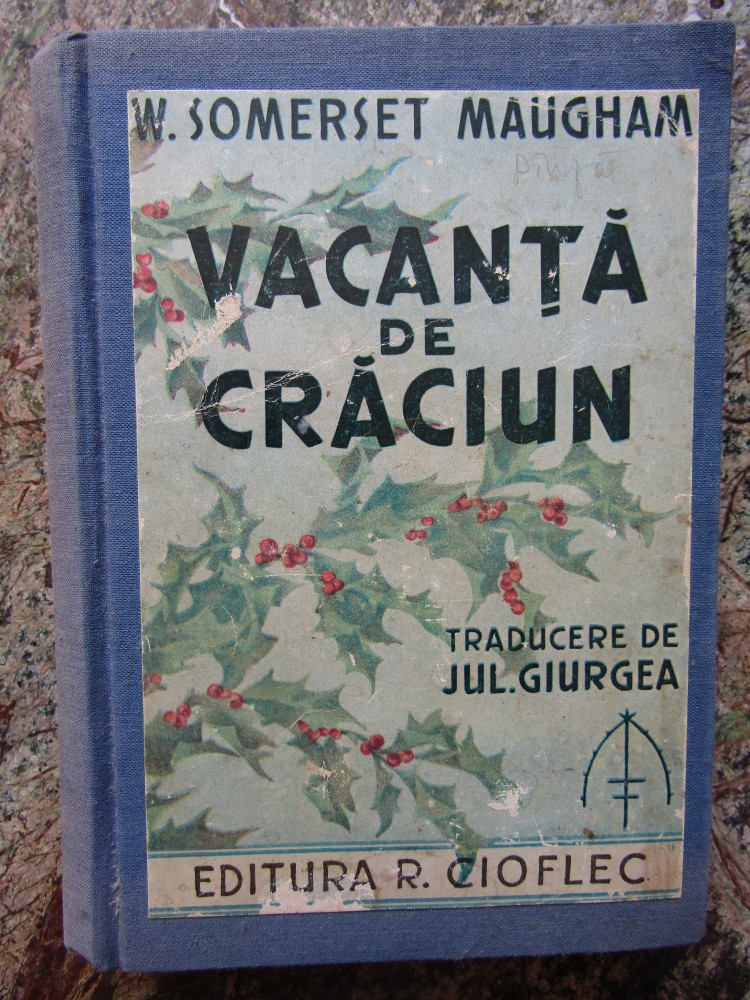 W. SOMERSET MAUGHAM
VACANȚĂ
DE
CRĂCIUN
TRADUCERE DE
JUL. GIURGEA
EDITURA R. CIOFLEC